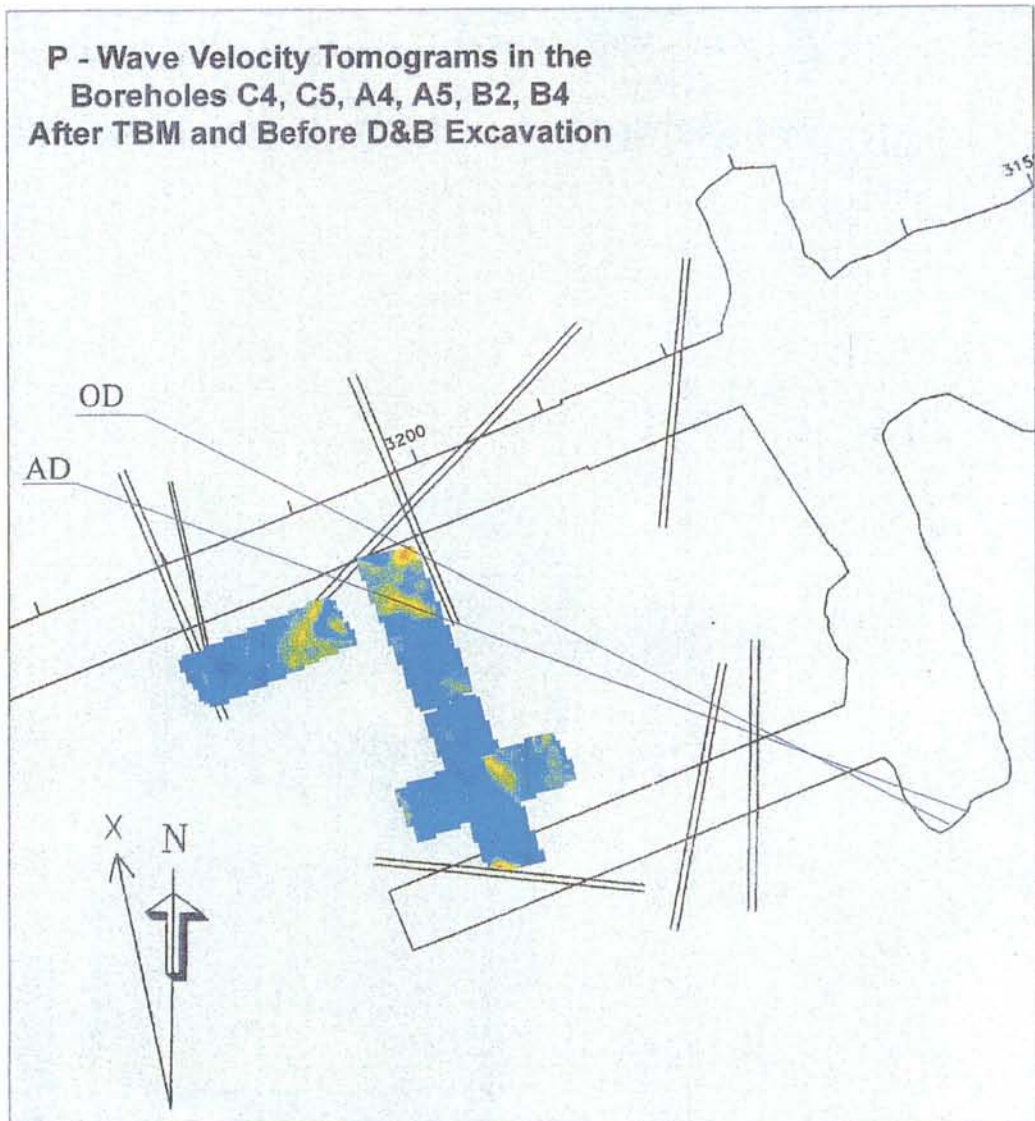 P - Wave Velocity Tomograms in the
Boreholes C4, C5, A4, A5, B2, B4
After TBM and Before D&B Excavation
315
OD
3200
AD
X
N